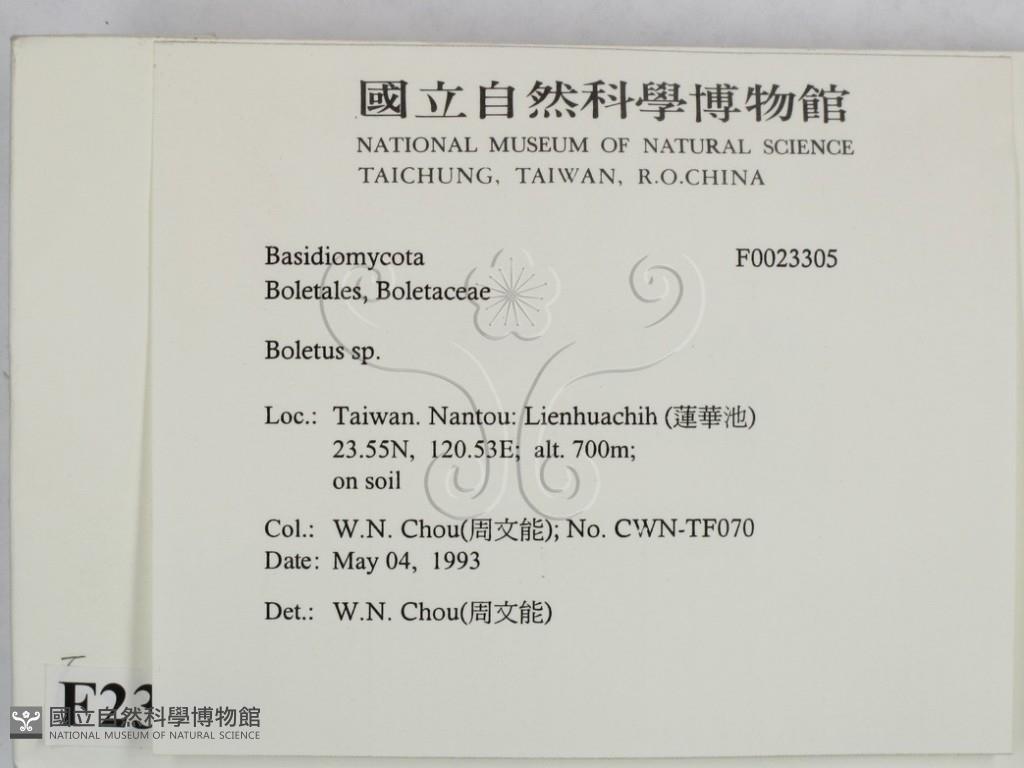 國立自然科學博物館
NATIONAL MUSEUM OF NATURAL SCIENCE
TAICHUNG, TAIWAN, R.O.CHINA
Basidiomycota F0023305
Boletales, Boletaceae
Boletus sp.
Loc.: Taiwan. Nantou: Lienhuachih (蓮華池)
23.55N, 120.53E; alt. 700m;
on soil
Col.: W.N. Chou(周文能); No. CWN-TF070
Date: May 04, 1993
Det.: W.N. Chou(周文能)
F23
國立自然科學博物館
NATIONAL MUSEUM OF NATURAL SCIENCE